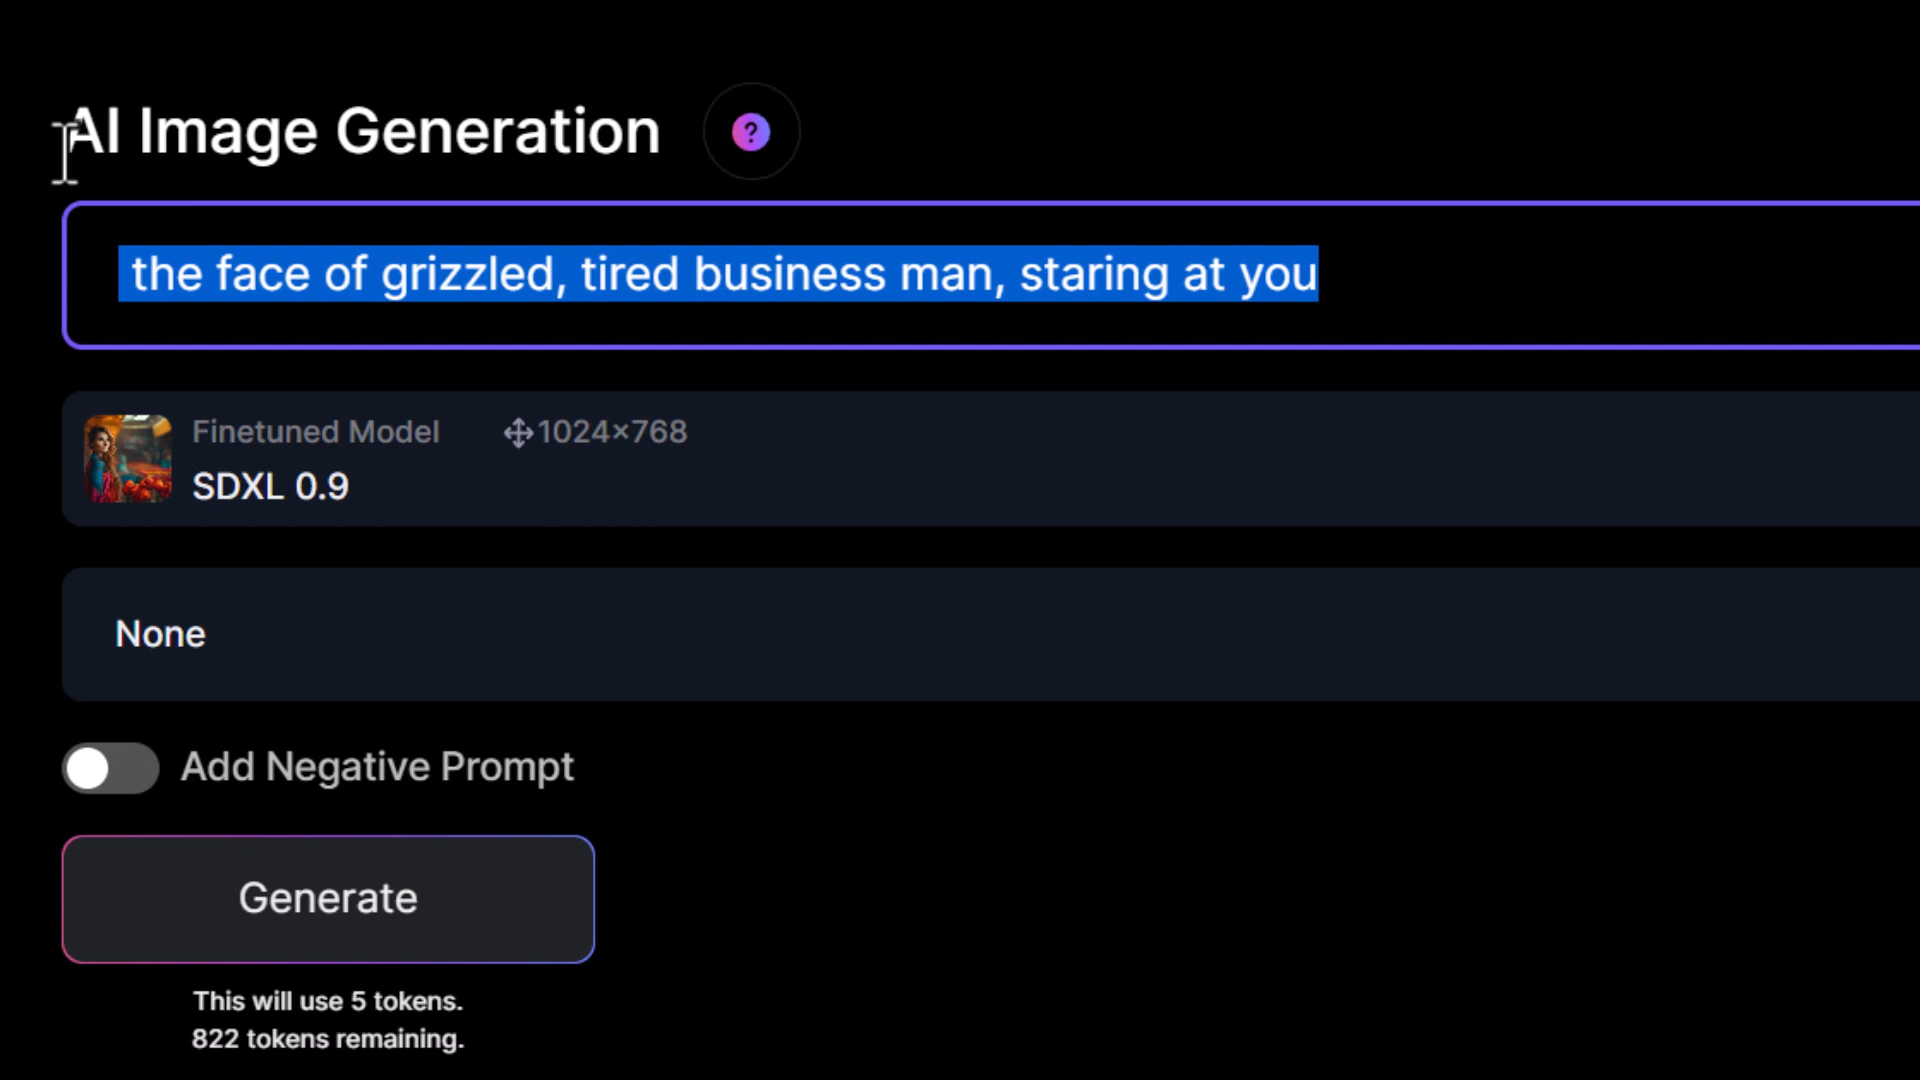 AI Image Generation ?
the face of grizzled, tired business man, staring at you
Finetuned Model 1024×768
SDXL 0.9
None
Add Negative Prompt
Generate
This will use 5 tokens.
822 tokens remaining.